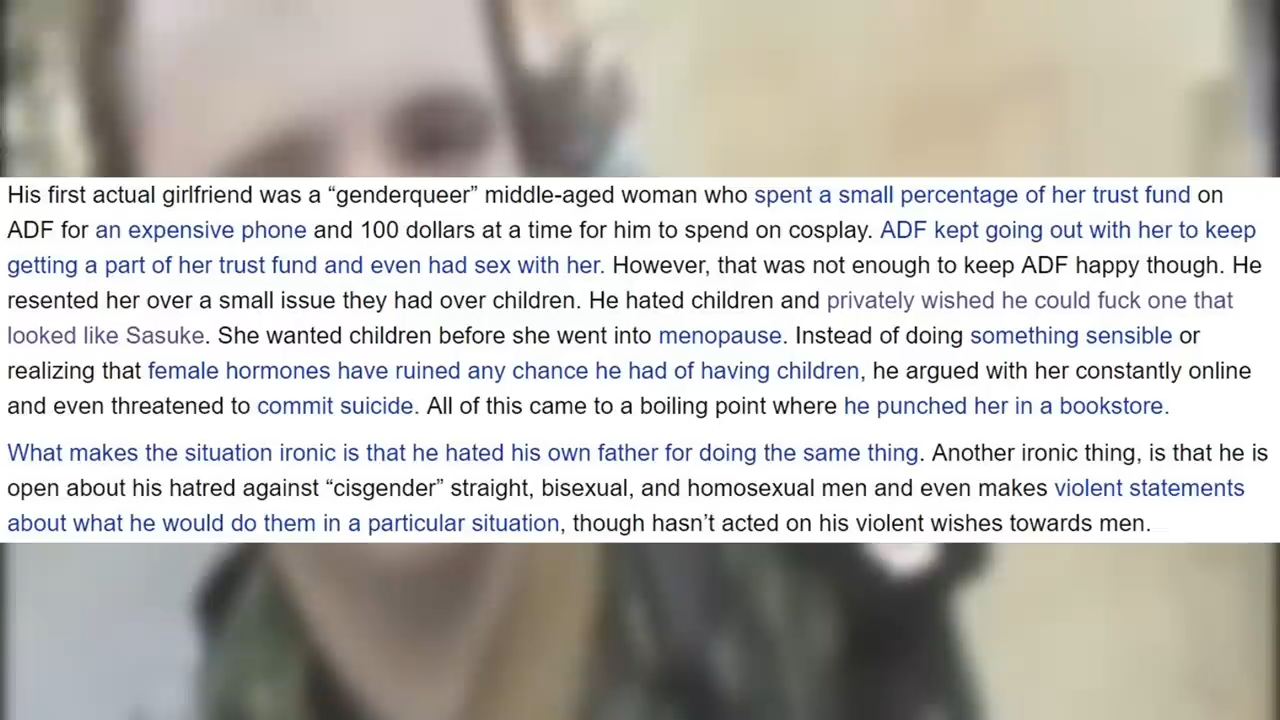 His first actual girlfriend was a “genderqueer” middle-aged woman who spent a small percentage of her trust fund on
ADF for an expensive phone and 100 dollars at a time for him to spend on cosplay. ADF kept going out with her to keep
getting a part of her trust fund and even had sex with her. However, that was not enough to keep ADF happy though. He
resented her over a small issue they had over children. He hated children and privately wished he could fuck one that
looked like Sasuke. She wanted children before she went into menopause. Instead of doing something sensible or
realizing that female hormones have ruined any chance he had of having children, he argued with her constantly online
and even threatened to commit suicide. All of this came to a boiling point where he punched her in a bookstore.
What makes the situation ironic is that he hated his own father for doing the same thing. Another ironic thing, is that he is
open about his hatred against “cisgender” straight, bisexual, and homosexual men and even makes violent statements
about what he would do them in a particular situation, though hasn’t acted on his violent wishes towards men.